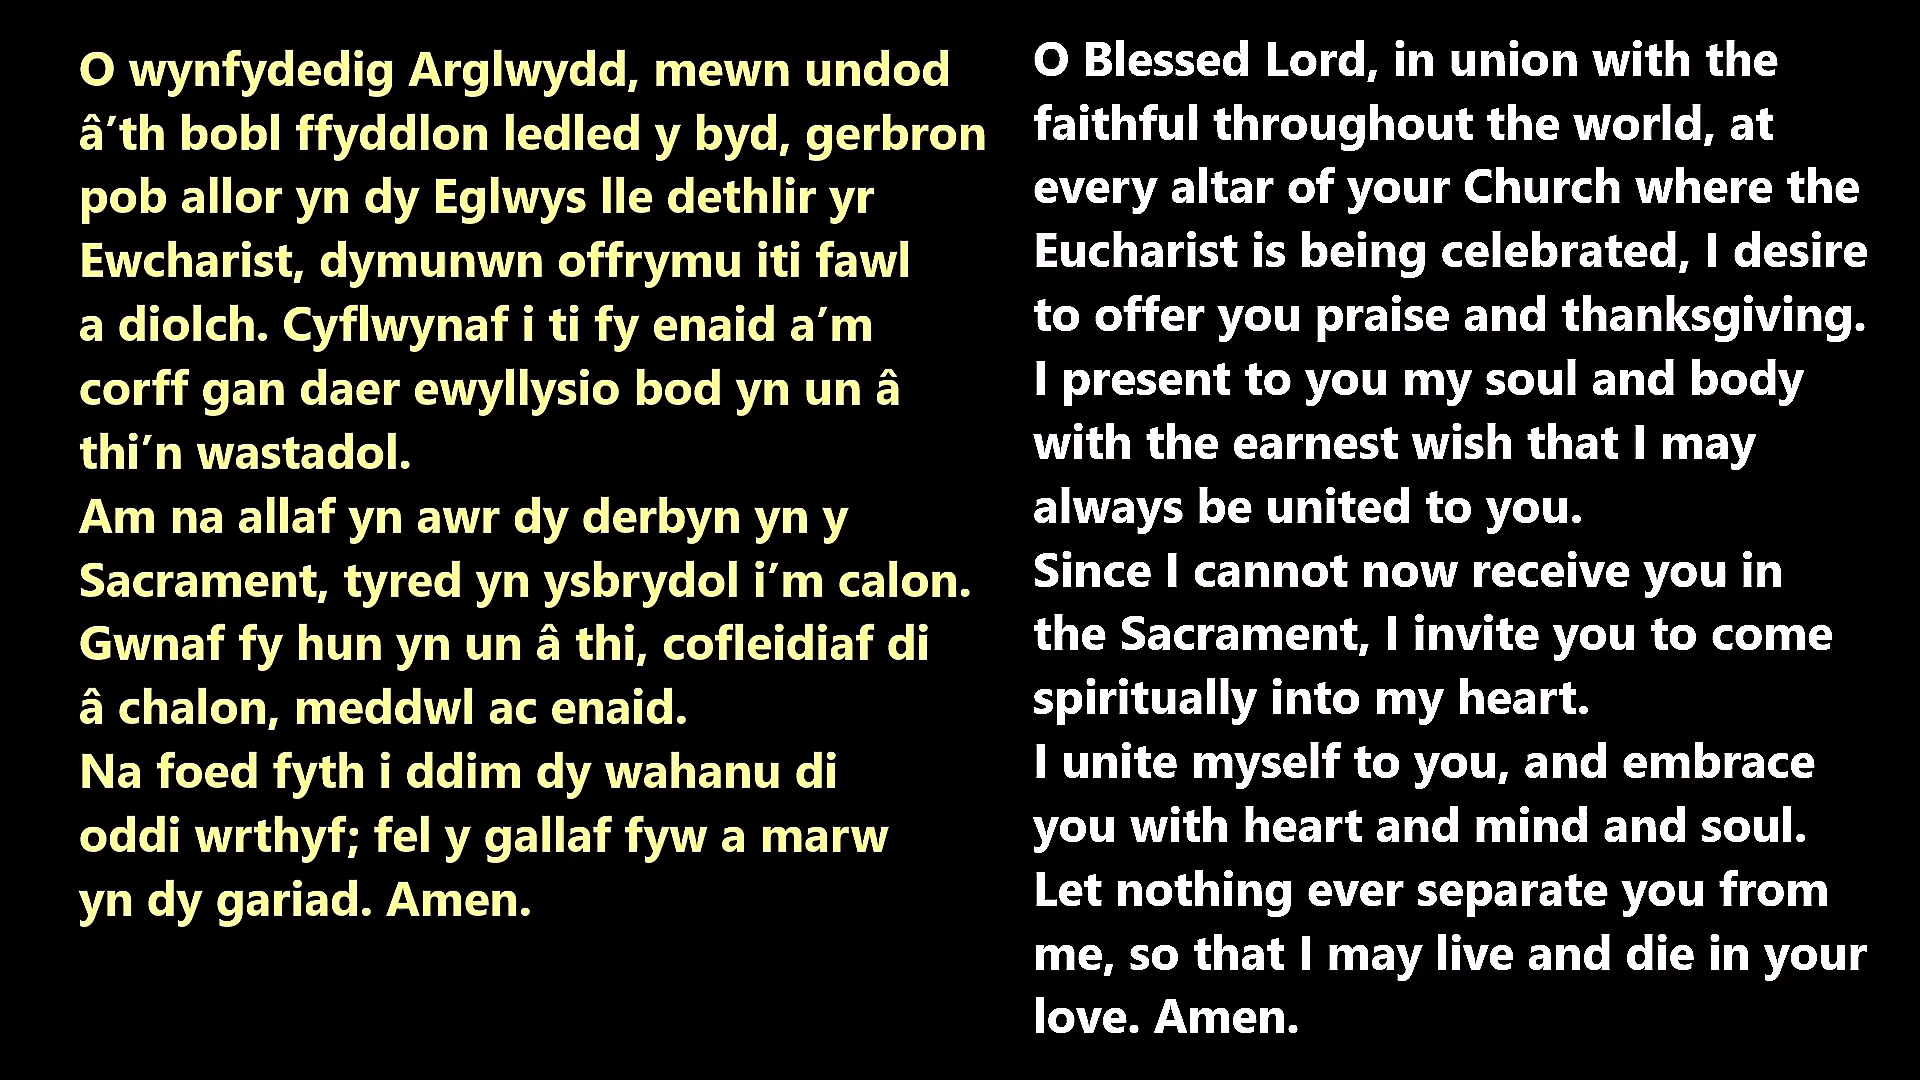 O wynfydedig Arglwydd, mewn undod
â’th bobl ffyddlon ledled y byd, gerbron
pob allor yn dy Eglwys lle dethlir yr
Ewcharist, dymunwn offrymu iti fawl
a diolch. Cyflwynaf i ti fy enaid a’m
corff gan daer ewyllysio bod yn un â
thi’n wastadol.
Am na allaf yn awr dy derbyn yn y
Sacrament, tyred yn ysbrydol i’m calon.
Gwnaf fy hun yn un â thi, cofleidiaf di
â chalon, meddwl ac enaid.
Na foed fyth i ddim dy wahanu di
oddi wrthyf; fel y gallaf fyw a marw
yn dy gariad. Amen.
O Blessed Lord, in union with the
faithful throughout the world, at
every altar of your Church where the
Eucharist is being celebrated, I desire
to offer you praise and thanksgiving.
I present to you my soul and body
with the earnest wish that I may
always be united to you.
Since I cannot now receive you in
the Sacrament, I invite you to come
spiritually into my heart.
I unite myself to you, and embrace
you with heart and mind and soul.
Let nothing ever separate you from
me, so that I may live and die in your
love. Amen.